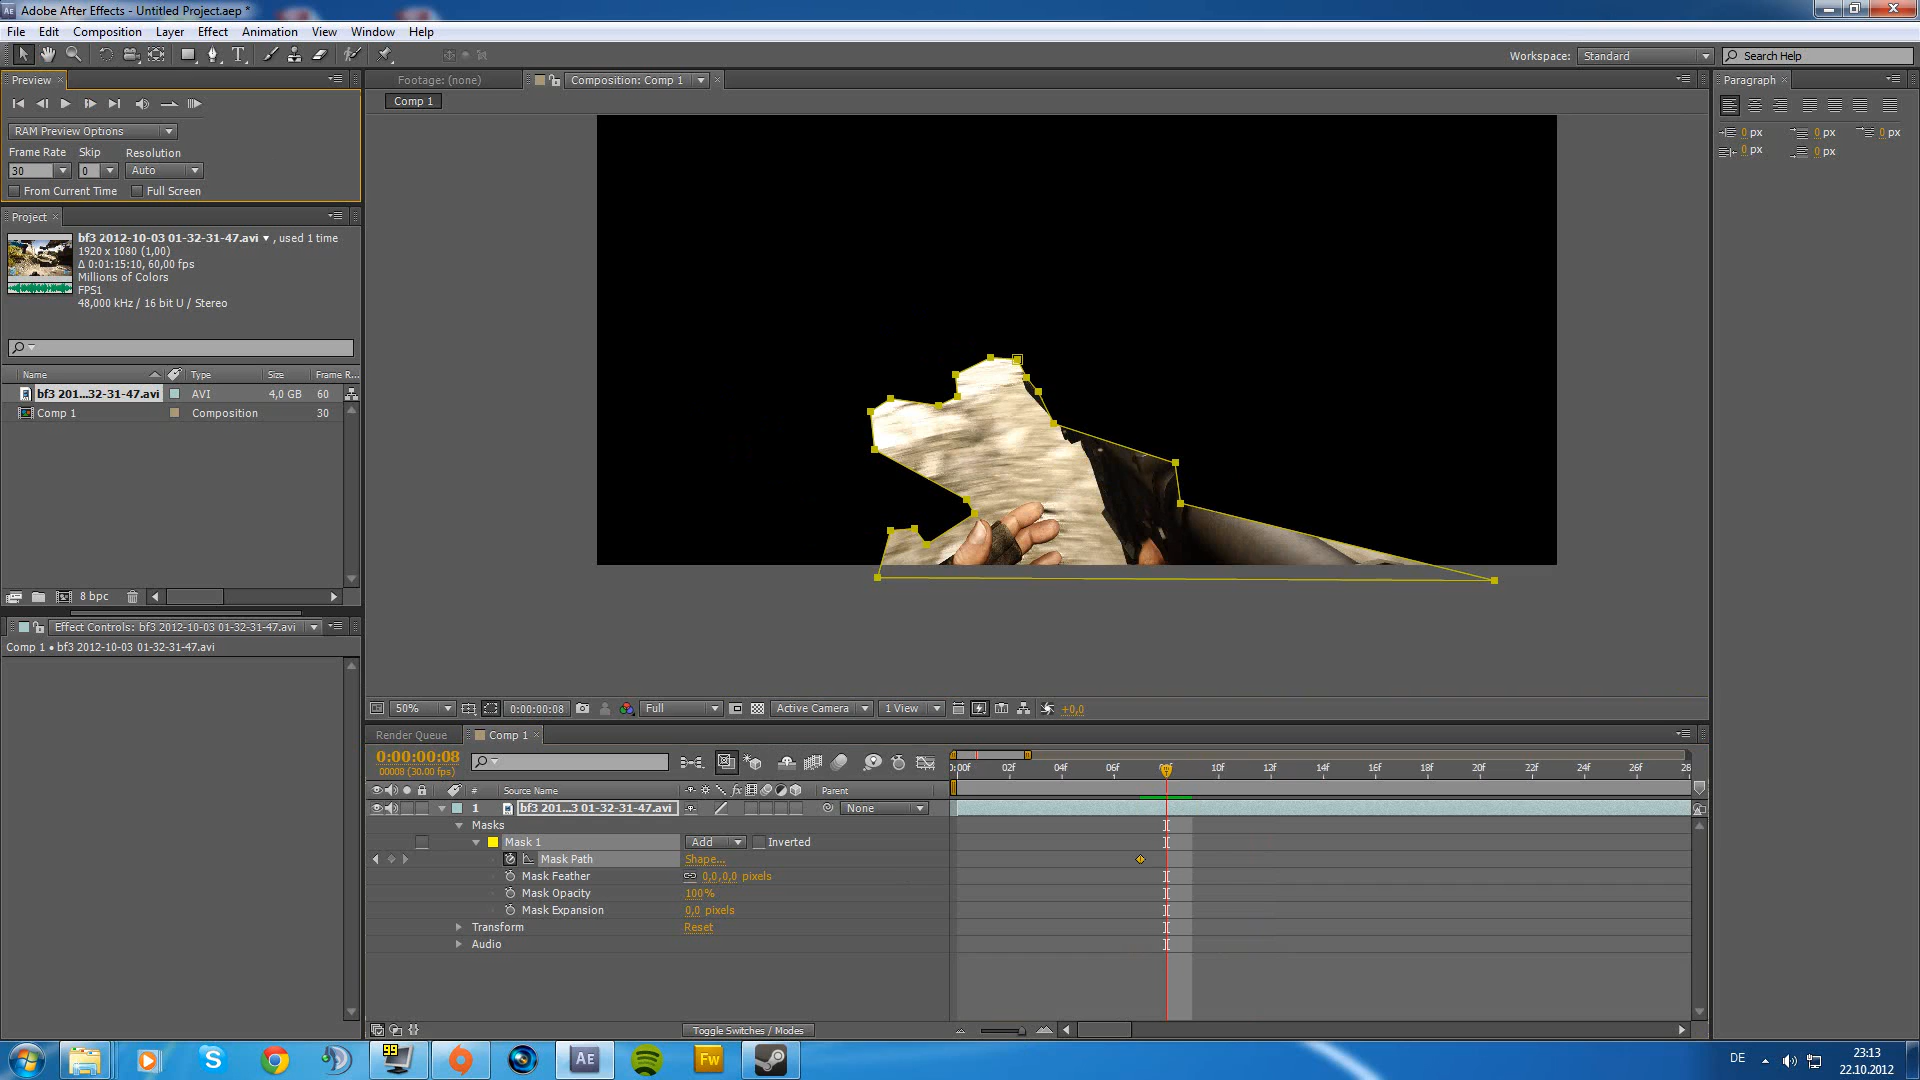 Adobe After Effects - Untitled Project.aep *
File Edit Composition Layer Effect Animation View Window Help
Workspace: Standard Search Help
Preview
RAM Preview Options
Frame Rate Skip Resolution
30 0 Auto
From Current Time Full Screen
Footage: (none) Composition: Comp 1
Comp 1
Paragraph
0 px 0 px 0 px
0 px 0 px
Project
bf3 2012-10-03 01-32-31-47.avi , used 1 time
1920 x 1080 (1,00)
Δ 0:01:15:10, 60,00 fps
Millions of Colors
FPS1
48,000 kHz / 16 bit U / Stereo
Name Type Size Frame R...
bf3 201...32-31-47.avi AVI 4,0 GB 60
Comp 1 Composition 30
8 bpc
Effect Controls: bf3 2012-10-03 01-32-31-47.avi
Comp 1 • bf3 2012-10-03 01-32-31-47.avi
50% 0:00:00:08 Full Active Camera 1 View +0,0
Render Queue Comp 1
0:00:00:08
00008 (30.00 fps)
0:00f 02f 04f 06f 10f 12f 14f 16f 18f 20f 22f 24f 26f 28
# Source Name fx Parent
1 bf3 201...3 01-32-31-47.avi None
Masks
Mask 1 Add Inverted
Mask Path Shape...
Mask Feather 0,0,0,0 pixels
Mask Opacity 100%
Mask Expansion 0,0 pixels
Transform Reset
Audio
Toggle Switches / Modes
99
Ae
Fw
DE
23:13
22.10.2012